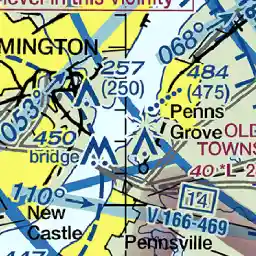 never in this vicinity
MINGTON
068°
257
(250)
484
(475)
053°
Penns
Grove
OLD
TOWNS
450
bridge
40 *L 2
110°
14
New
Castle
V 166-469
Pennsville
447